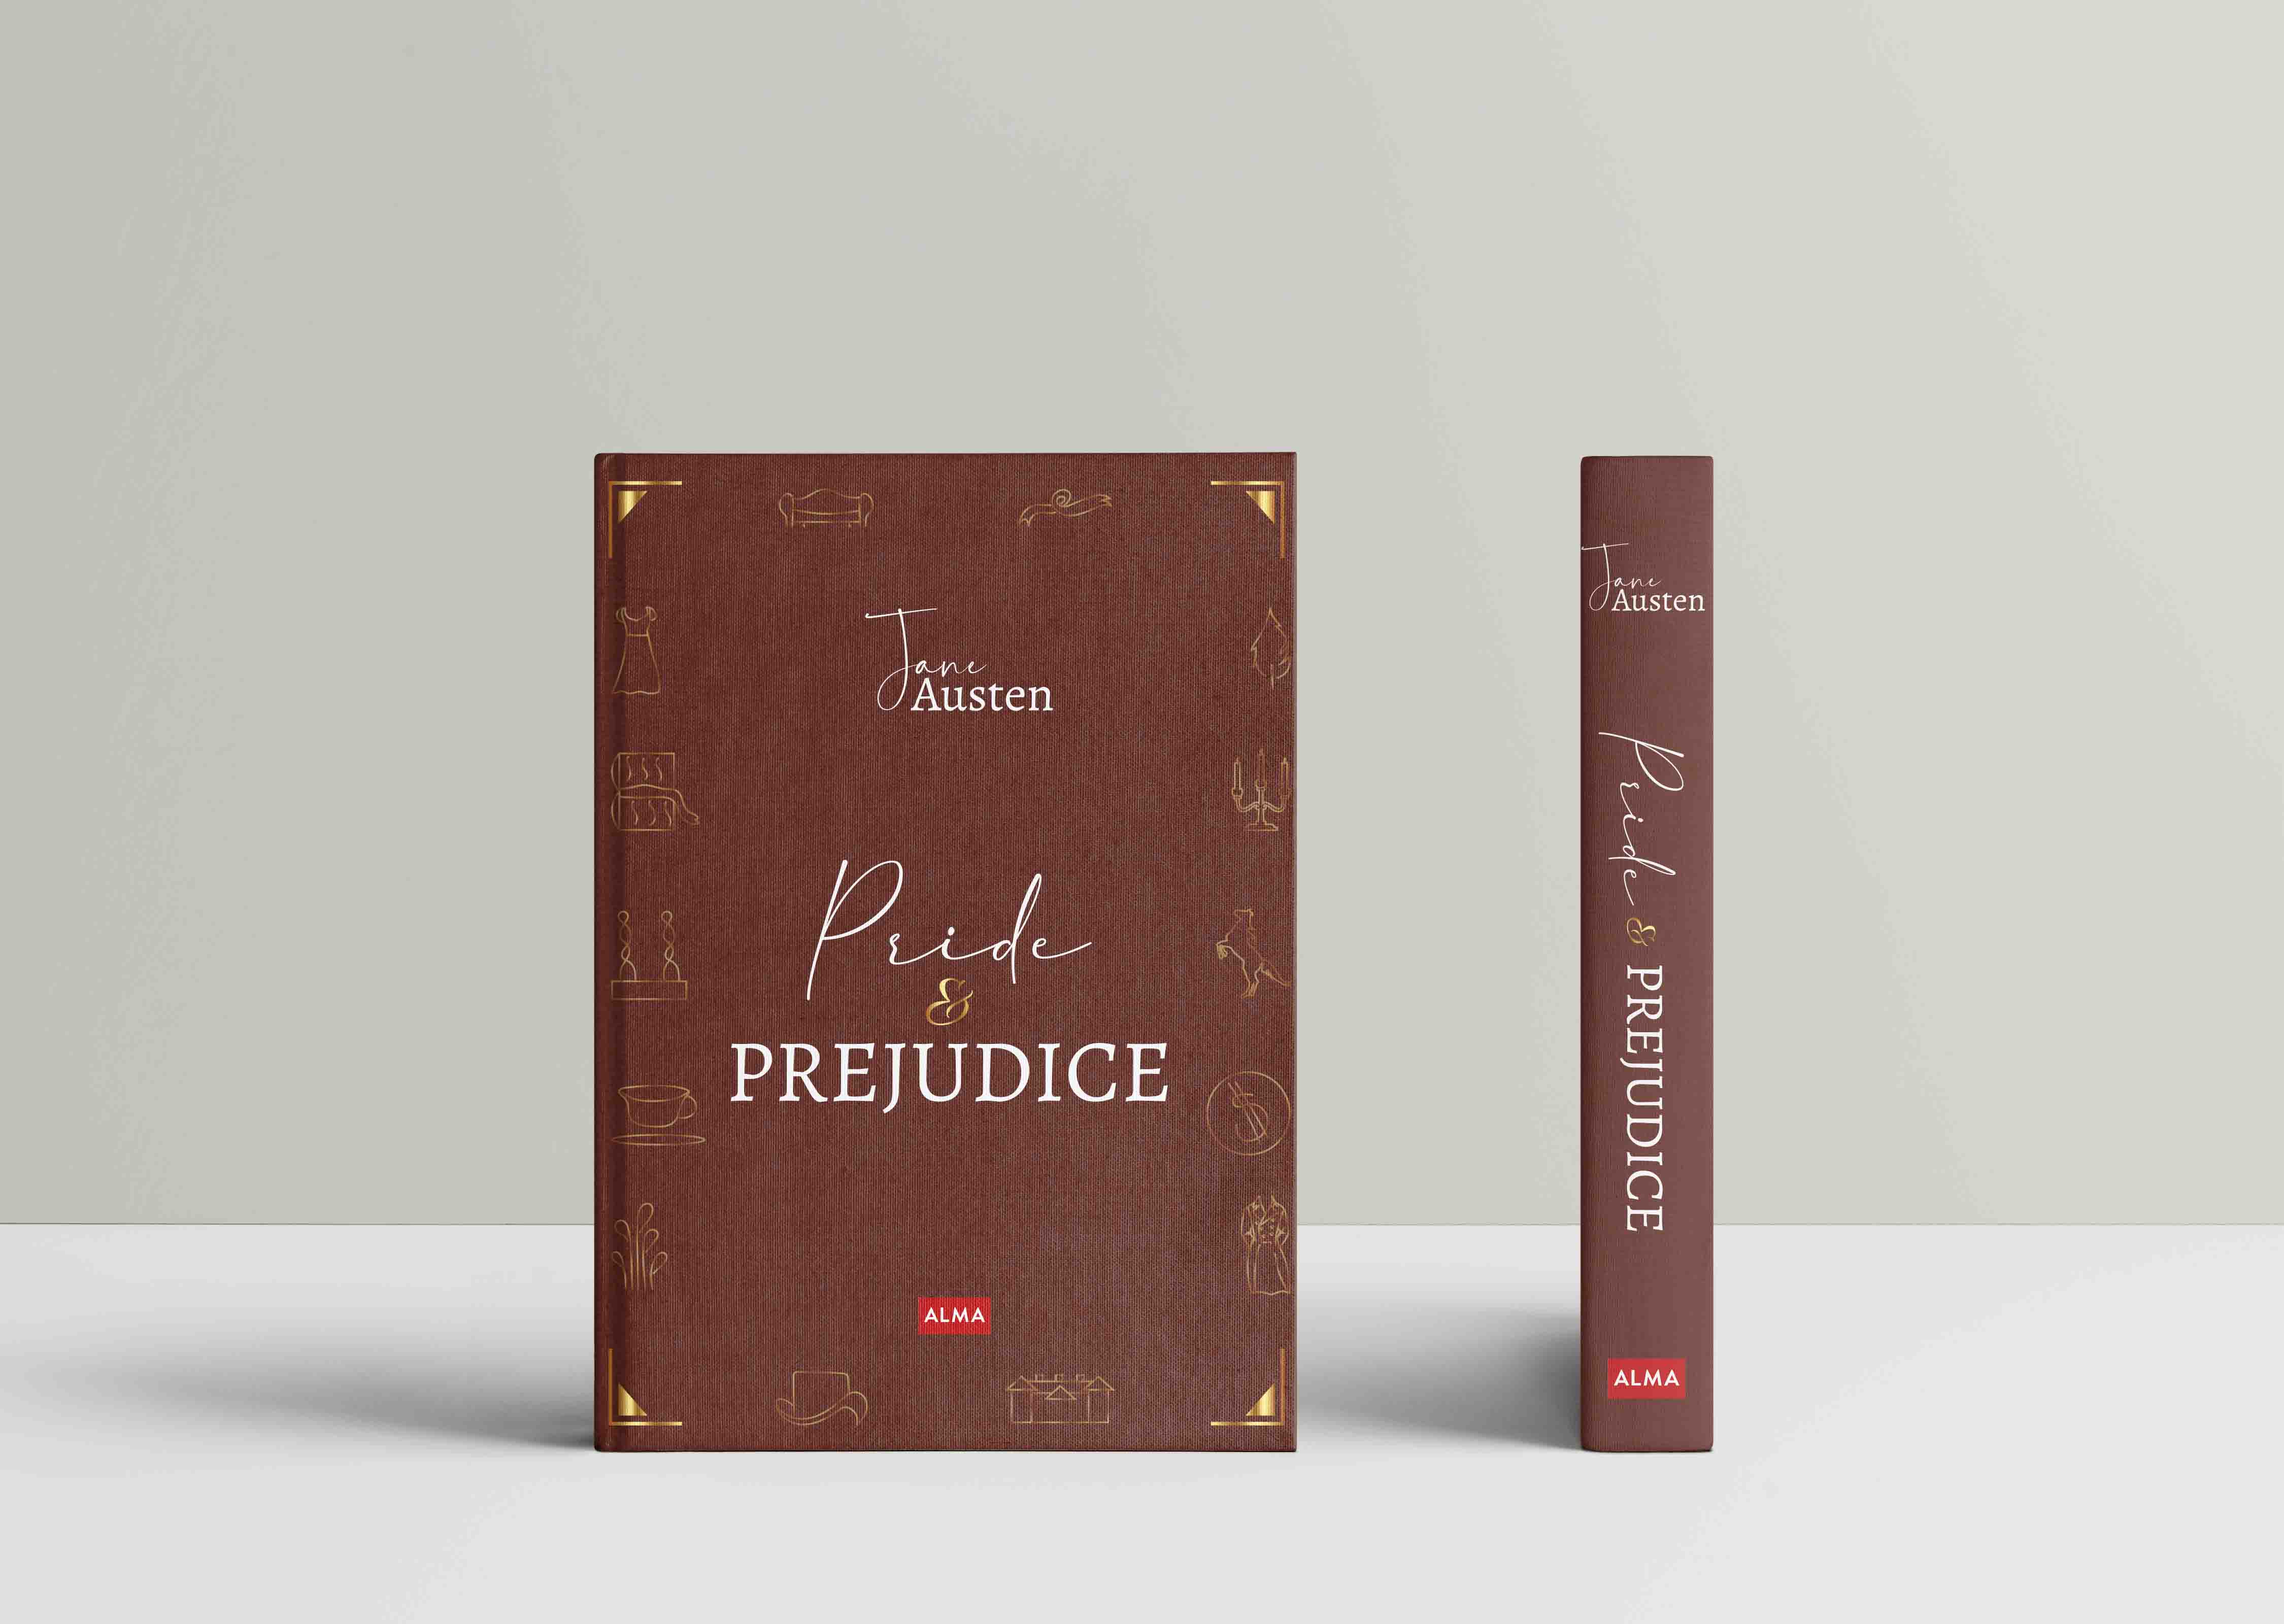 Jane
Austen
Pride
&
PREJUDICE
$
ALMA
Jane
Austen
Pride & PREJUDICE
ALMA